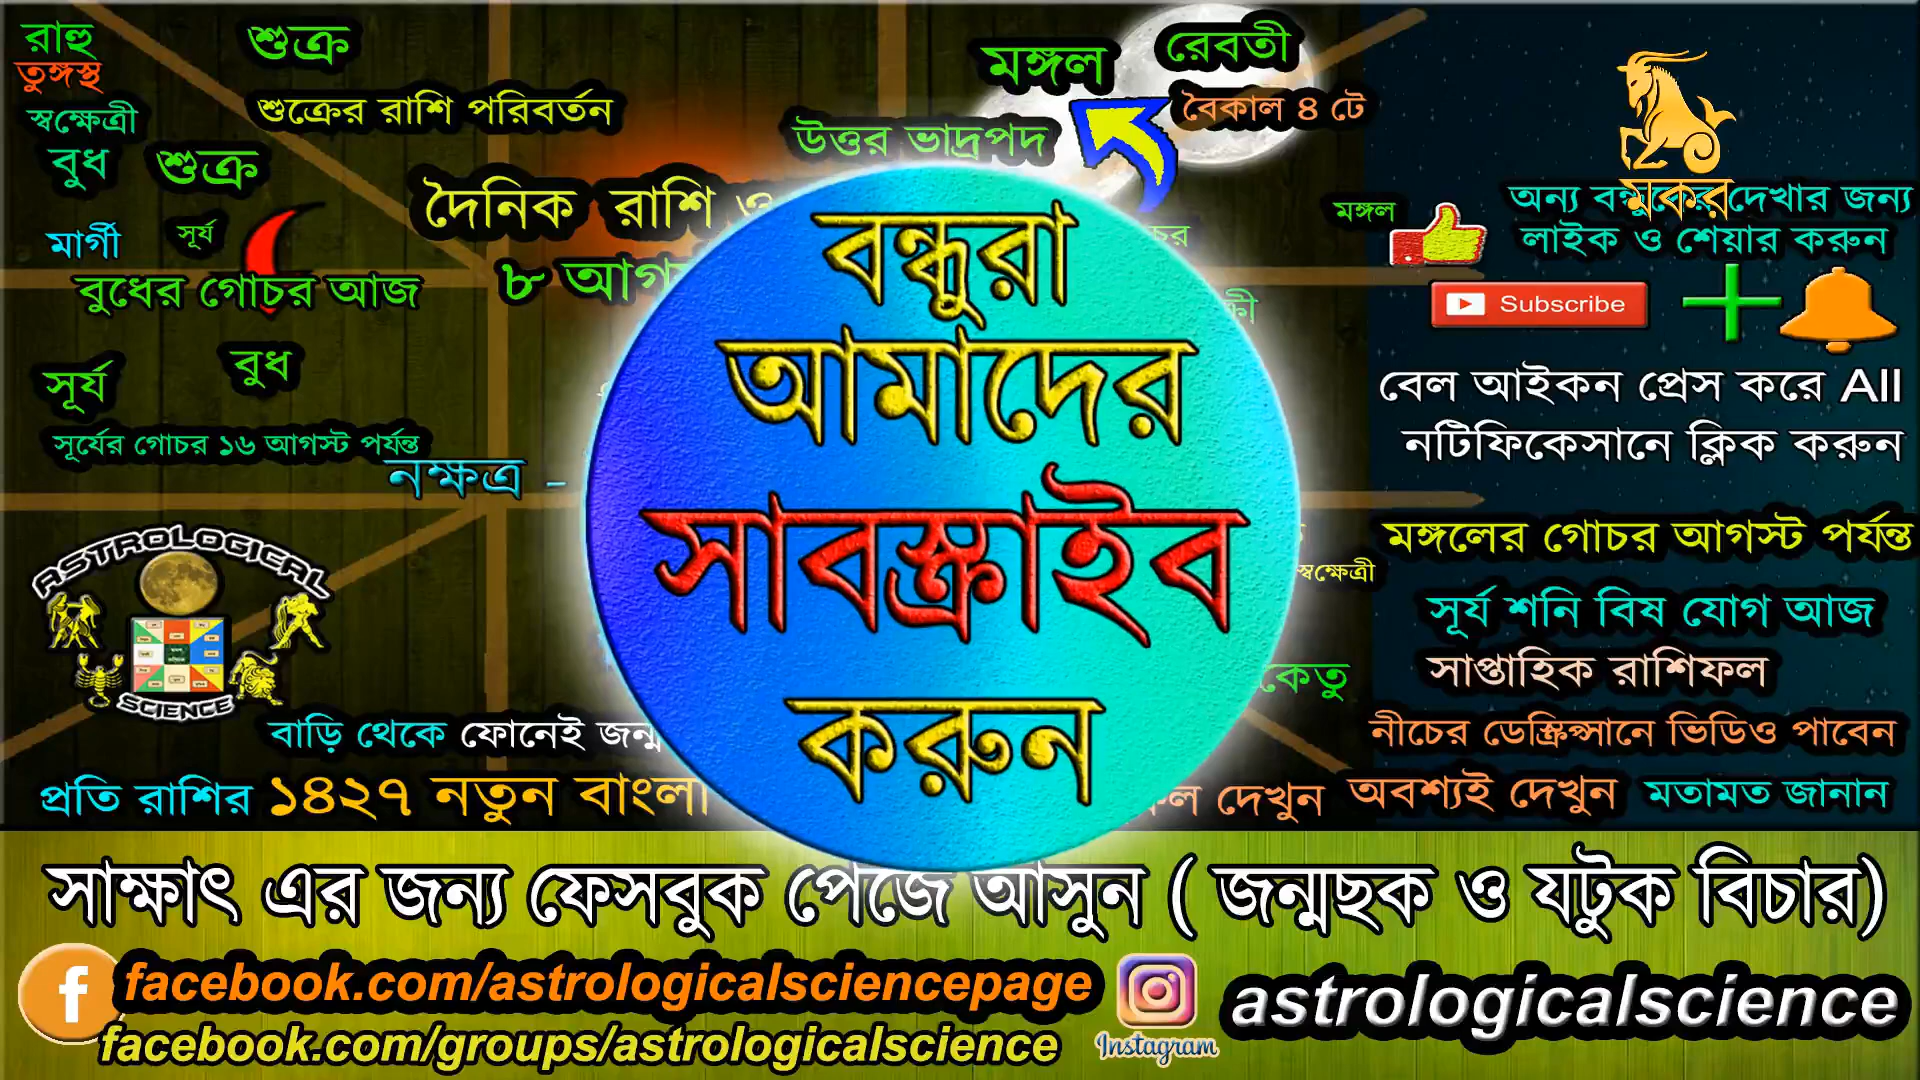 রাহু
তুঙ্গস্থ
শুক্র
শুক্রের রাশি পরিবর্তন
স্বক্ষেত্রী
বুধ
শুক্র
মার্গী
সূর্য
বুধের গোচর আজ
সূর্য
বুধ
সূর্যের গোচর ১৬ আগস্ট পর্যন্ত
নক্ষত্র -
দৈনিক রাশি ও
৮
মঙ্গল
রেবতী
বৈকাল ৪ টে
উত্তর ভাদ্রপদ
মকর
মঙ্গল
অন্য বন্ধুকের দেখার জন্য
লাইক ও শেয়ার করুন
Subscribe
বেল আইকন প্রেস করে All
নটিফিকেসানে ক্লিক করুন
বন্ধুরা
আমাদের
সাবস্ক্রাইব
করুন
মঙ্গলের গোচর আগস্ট পর্যন্ত
স্বক্ষেত্রী
সূর্য শনি বিষ যোগ আজ
সাপ্তাহিক রাশিফল
কেতু
নীচের ডেস্ক্রিপ্সানে ভিডিও পাবেন
ASTROLOGICAL
SCIENCE
বাড়ি থেকে ফোনেই জন্ম
প্রতি রাশির ১৪২৭ নতুন বাংলা
দেখুন অবশ্যই দেখুন মতামত জানান
সাক্ষাৎ এর জন্য ফেসবুক পেজে আসুন ( জন্মছক ও যটুক বিচার)
facebook.com/astrologicalsciencepage
facebook.com/groups/astrologicalscience
Instagram
astrologicalscience